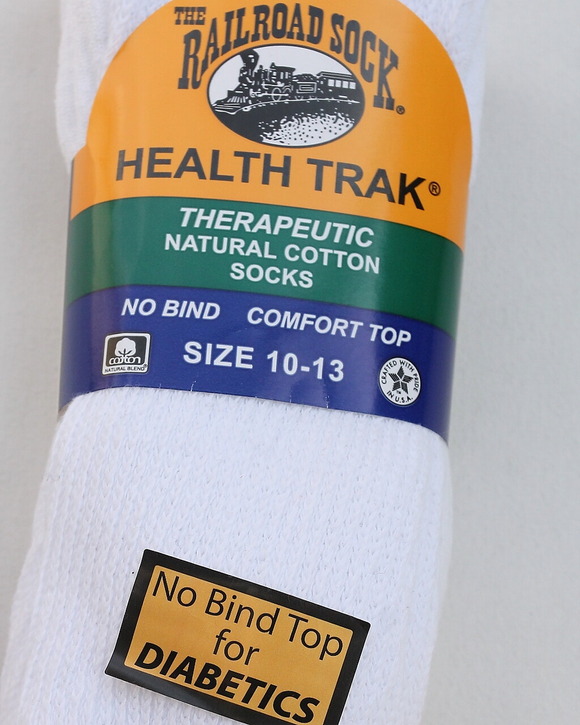 THE
RAILROAD SOCK®
HEALTH TRAK®
THERAPEUTIC
NATURAL COTTON
SOCKS
NO BIND COMFORT TOP
SIZE 10-13
cotton
NATURAL BLEND
CRAFTED WITH PRIDE
IN U.S.A.
No Bind Top
for
DIABETICS